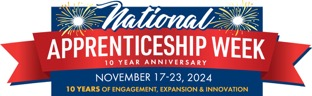 National
APPRENTICESHIP WEEK
10 YEAR ANNIVERSARY
NOVEMBER 17-23, 2024
10 YEARS OF ENGAGEMENT, EXPANSION & INNOVATION